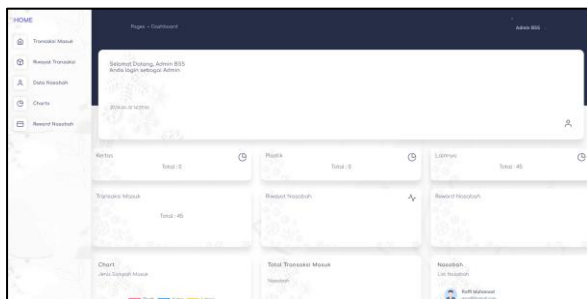 HOME
Pages – Dashboard
Admin BSS
Transaksi Masuk
Riwayat Transaksi
Data Nasabah
Charts
Reward Nasabah
Selamat Datang, Admin BSS
Anda login sebagai Admin
Kertas
Total : 0
Plastik
Total : 0
Lainnya
Total : 45
Transaksi Masuk
Total : 45
Riwayat Nasabah
Reward Nasabah
Chart
Jenis Sampah Masuk
Total Transaksi Masuk
Nasabah
Nasabah
List Nasabah